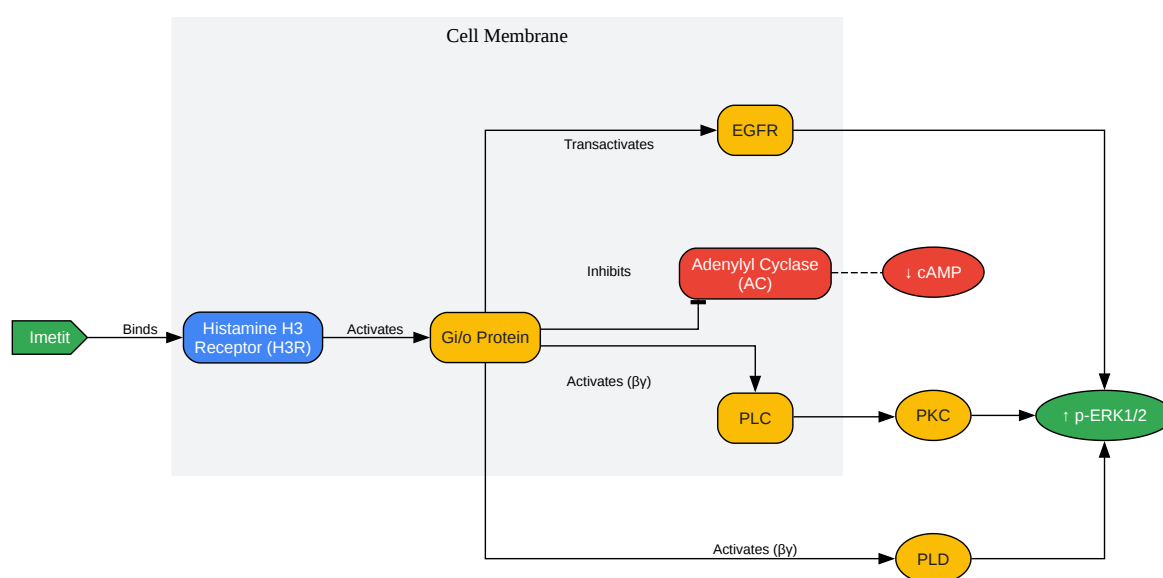 Cell Membrane
EGFR
Transactivates
Inhibits
Adenylyl Cyclase
(AC)
↓ cAMP
Imetit
Binds
Histamine H3
Receptor (H3R)
Activates
Gi/o Protein
Activates (βγ)
PLC
PKC
↑ p-ERK1/2
Activates (βγ)
PLD